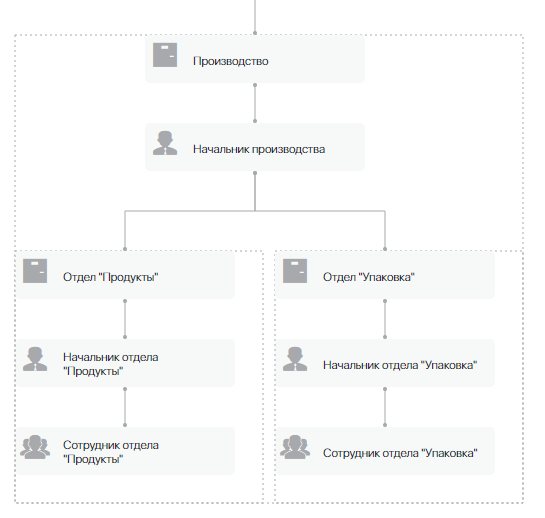 Производство
Начальник производства
Отдел "Продукты"
Отдел "Упаковка"
Начальник отдела
"Продукты"
Начальник отдела "Упаковка"
Сотрудник отдела
"Продукты"
Сотрудник отдела "Упаковка"